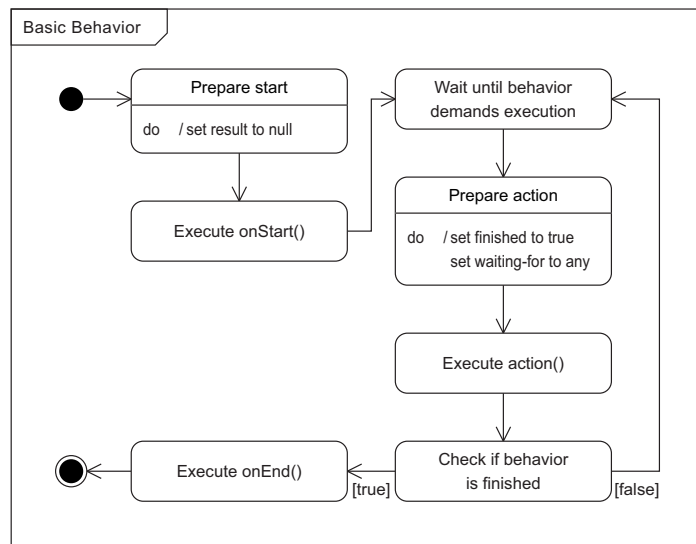 Basic Behavior
Prepare start
do / set result to null
Execute onStart()
Wait until behavior
demands execution
Prepare action
do / set finished to true
set waiting-for to any
Execute action()
Check if behavior
is finished
[true]
[false]
Execute onEnd()